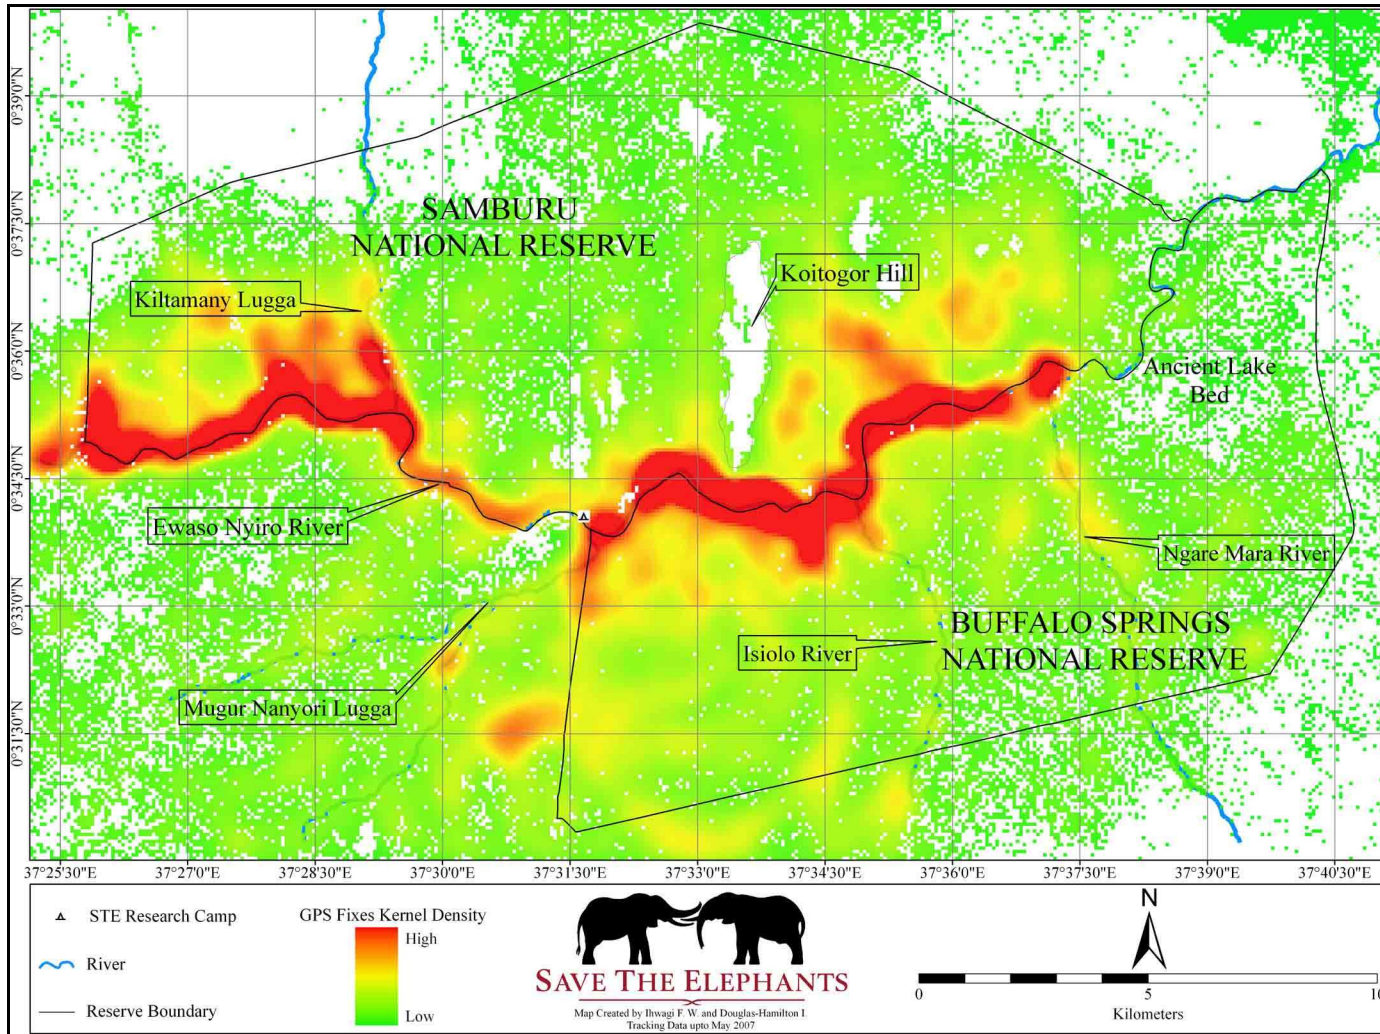 0°39'0"N
0°37'30"N
0°36'0"N
0°34'30"N
0°33'0"N
0°31'30"N
SAMBURU
NATIONAL RESERVE
Kiltamany Lugga
Koitogor Hill
Ancient Lake
Bed
Ewaso Nyiro River
Ngare Mara River
BUFFALO SPRINGS
NATIONAL RESERVE
Isiolo River
Mugur Nanyori Lugga
37°25'30"E
37°27'0"E
37°28'30"E
37°30'0"E
37°31'30"E
37°33'0"E
37°34'30"E
37°36'0"E
37°37'30"E
37°39'0"E
37°40'30"E
STE Research Camp
River
Reserve Boundary
GPS Fixes Kernel Density
High
Low
SAVE THE ELEPHANTS
Map Created by Ihwagi F. W. and Douglas-Hamilton I.
Tracking Data upto May 2007
N
0 5 10
Kilometers